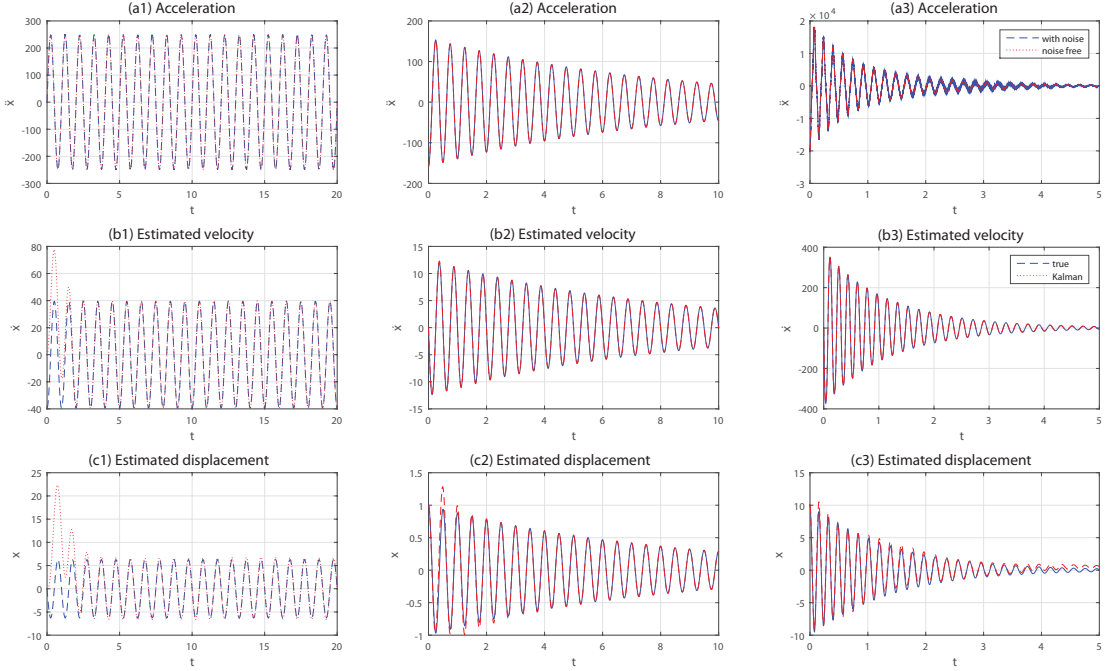 (a1) Acceleration
300
200
100
0
-100
-200
-300
ẍ
0 5 10 15 20
t
(a2) Acceleration
200
100
0
-100
-200
ẍ
0 2 4 6 8 10
t
(a3) Acceleration
×10⁴
2
1
0
-1
-2
-3
ẍ
0 1 2 3 4 5
t
with noise
noise free
(b1) Estimated velocity
80
60
40
20
0
-20
-40
ẋ
0 5 10 15 20
t
(b2) Estimated velocity
15
10
5
0
-5
-10
-15
ẋ
0 2 4 6 8 10
t
(b3) Estimated velocity
400
200
0
-200
-400
ẋ
0 1 2 3 4 5
t
true
Kalman
(c1) Estimated displacement
25
20
15
10
5
0
-5
-10
x
0 5 10 15 20
t
(c2) Estimated displacement
1.5
1
0.5
0
-0.5
-1
x
0 2 4 6 8 10
t
(c3) Estimated displacement
15
10
5
0
-5
-10
x
0 1 2 3 4 5
t